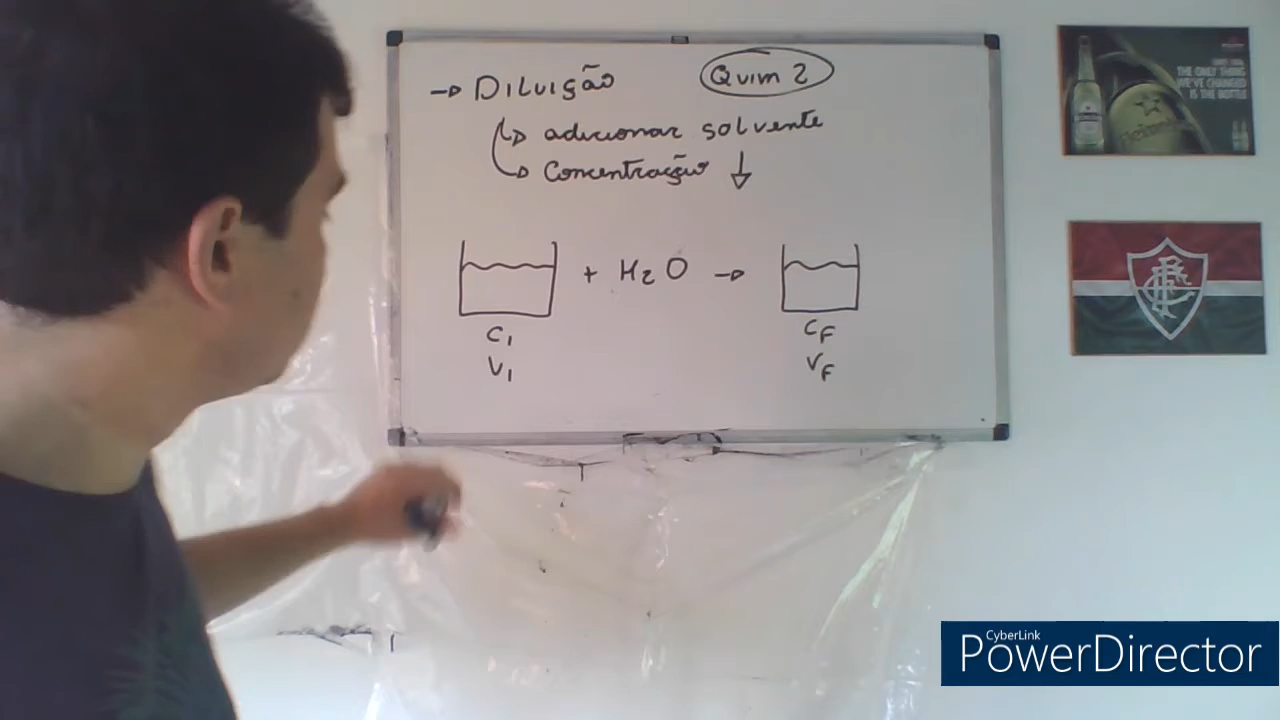 → Diluição
Quim 2
↳ adicionar solvente
↳ Concentração ↓
+ H2O →
C1
V1
CF
VF
THE ONLY THING
WE'VE CHANGED
IS THE BOTTLE
Heineken
CyberLink
PowerDirector